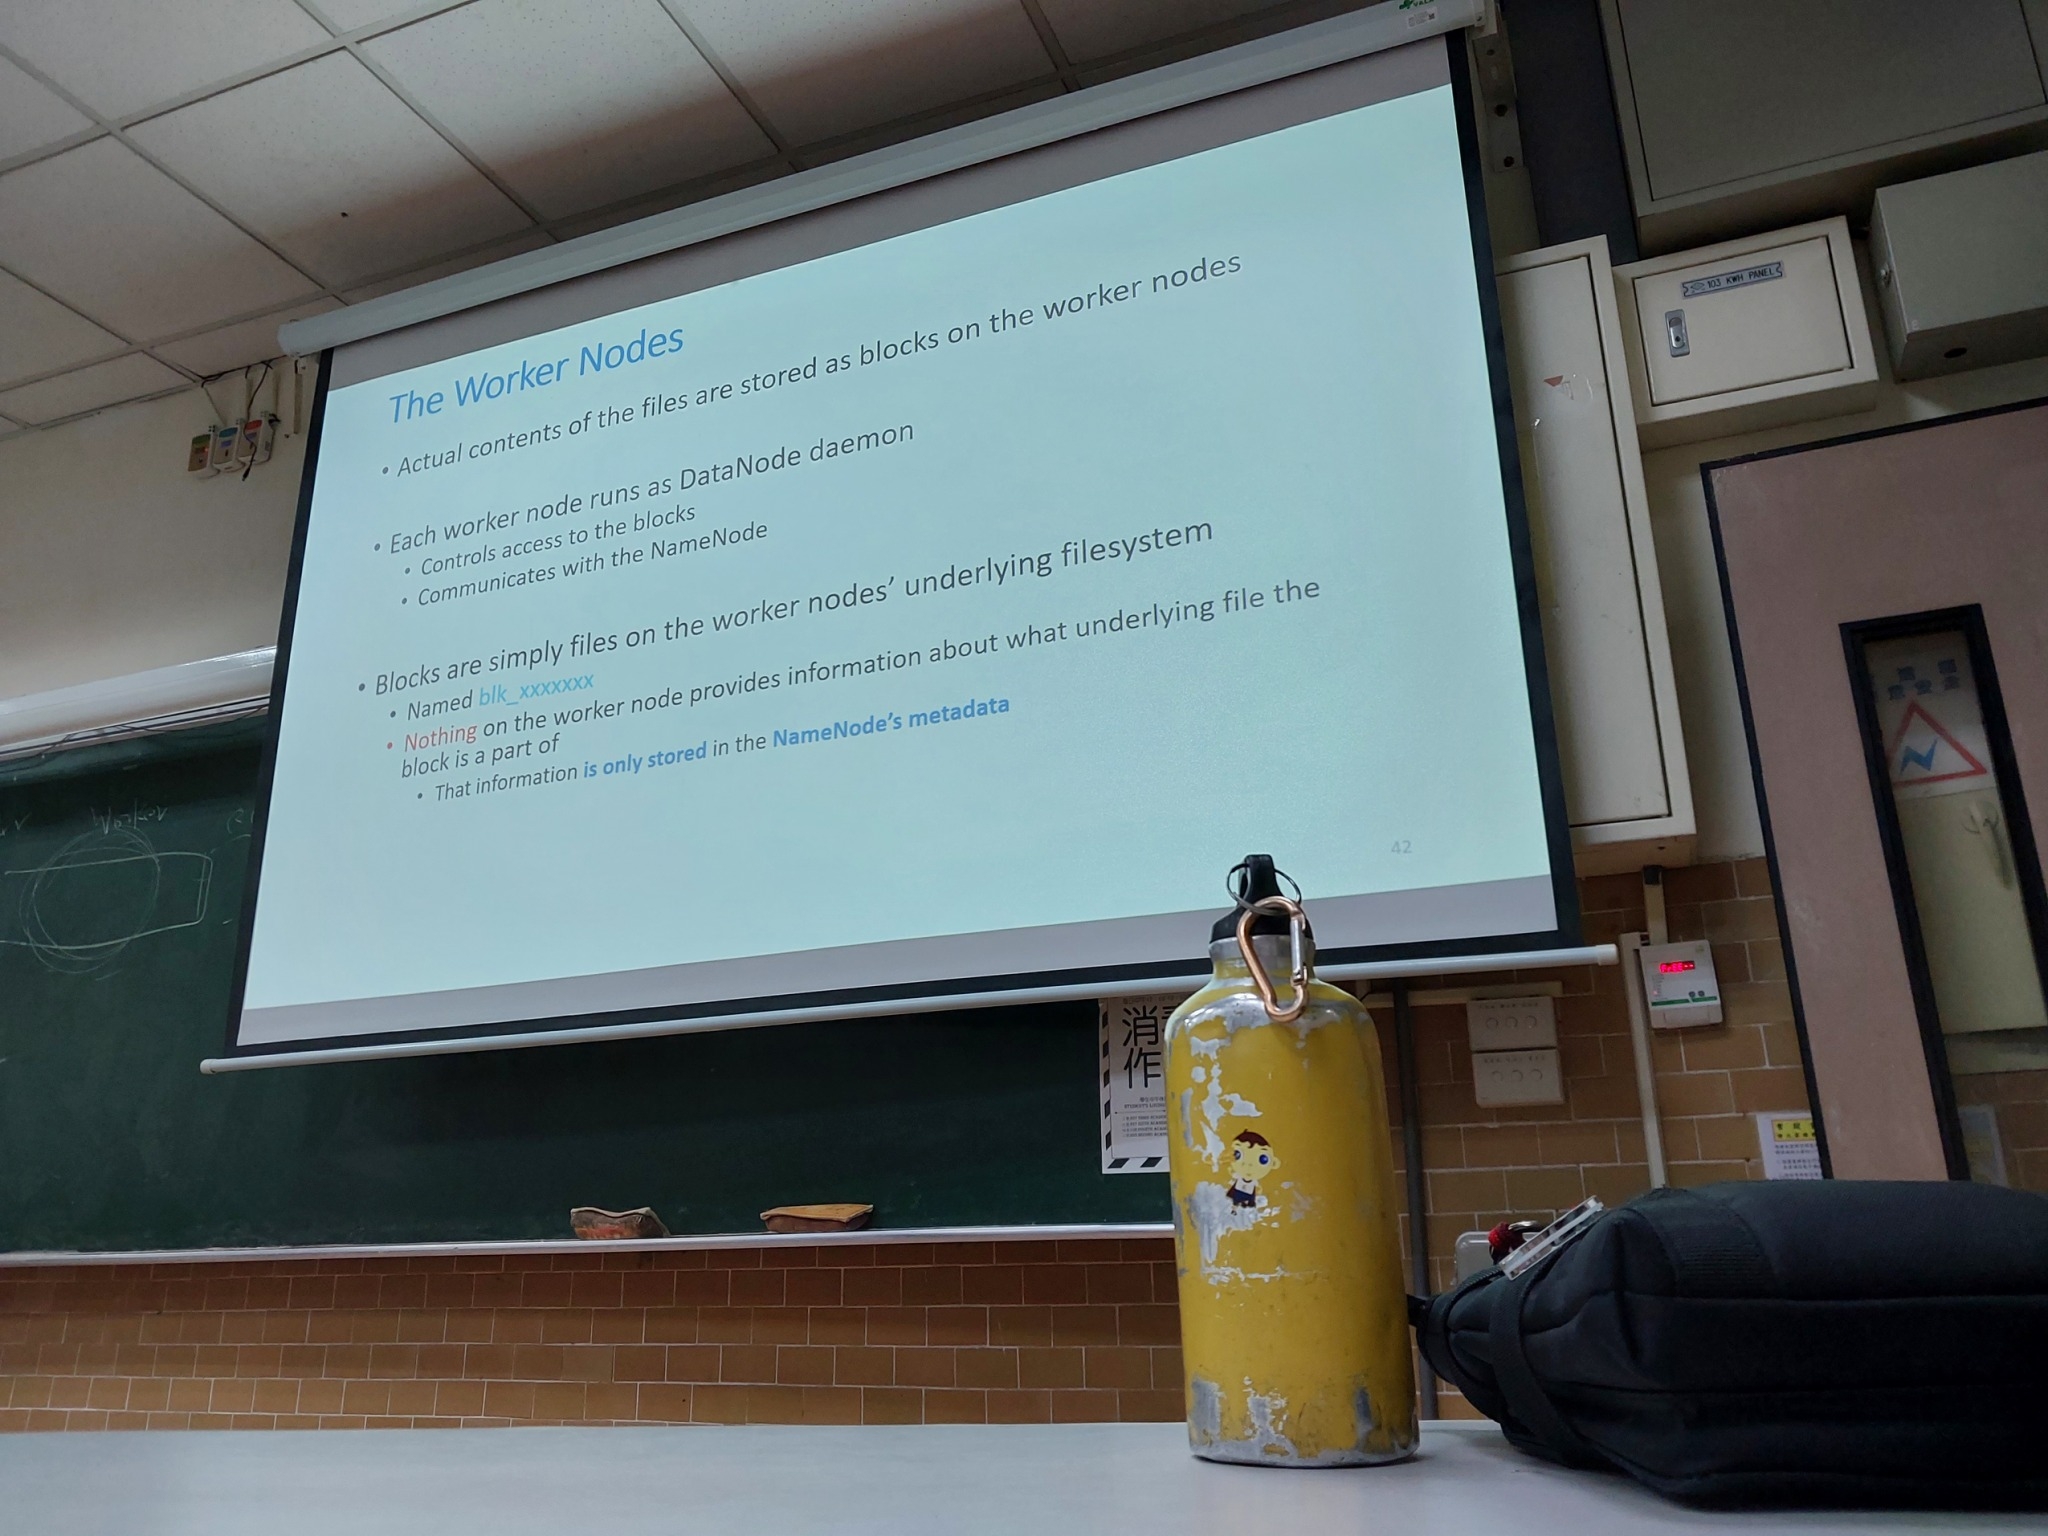 The Worker Nodes
• Actual contents of the files are stored as blocks on the worker nodes
• Each worker node runs as DataNode daemon
• Controls access to the blocks
• Communicates with the NameNode
• Blocks are simply files on the worker nodes’ underlying filesystem
• Named blk_xxxxxxx
• Nothing on the worker node provides information about what underlying file the
block is a part of
• That information is only stored in the NameNode’s metadata
42
103 KWH PANEL
Worker
消
作